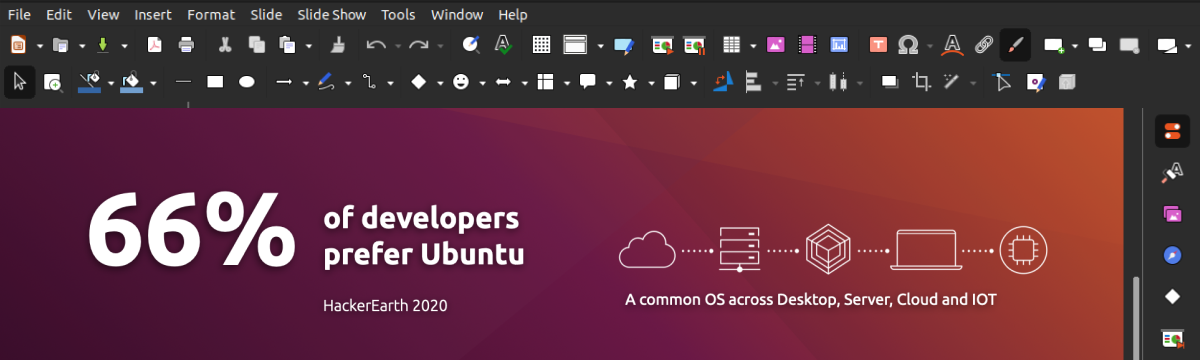 File Edit View Insert Format Slide Slide Show Tools Window Help
66%
of developers
prefer Ubuntu
HackerEarth 2020
A common OS across Desktop, Server, Cloud and IOT